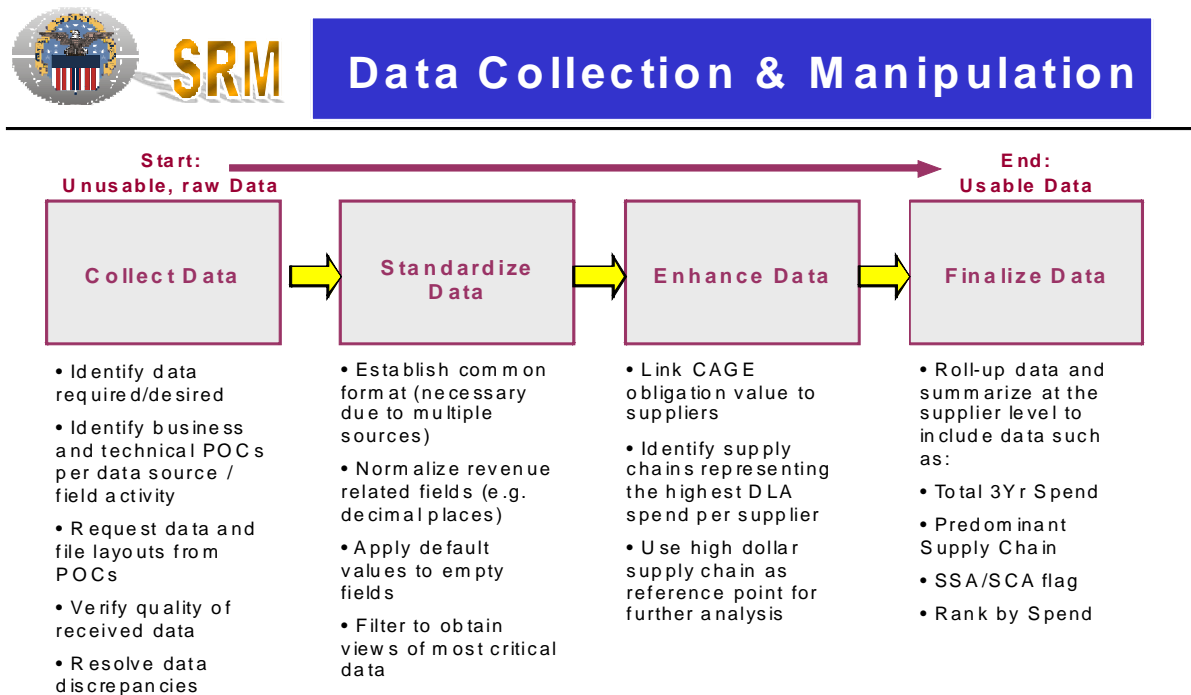 SRM
Data Collection & Manipulation
Start:
Unusable, raw Data
End:
Usable Data
Collect Data
Standardize
Data
Enhance Data
Finalize Data
• Identify data
required/desired
• Identify business
and technical POCs
per data source /
field activity
• Request data and
file layouts from
POCs
• Verify quality of
received data
• Resolve data
discrepancies
• Establish common
format (necessary
due to multiple
sources)
• Normalize revenue
related fields (e.g.
decimal places)
• Apply default
values to empty
fields
• Filter to obtain
views of most critical
data
• Link CAGE
obligation value to
suppliers
• Identify supply
chains representing
the highest DLA
spend per supplier
• Use high dollar
supply chain as
reference point for
further analysis
• Roll-up data and
summarize at the
supplier level to
include data such
as:
• Total 3Yr Spend
• Predominant
Supply Chain
• SSA/SCA flag
• Rank by Spend